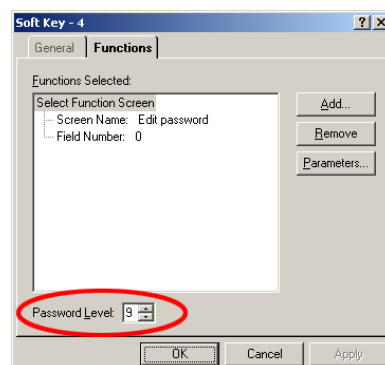 Soft Key - 4
General Functions
Functions Selected:
Select Function Screen
Screen Name: Edit password
Field Number: 0
Add...
Remove
Parameters...
Password Level: 9
OK Cancel Apply